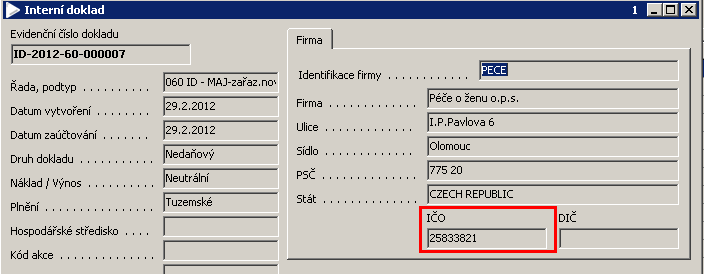 Interní doklad 1
Evidenční číslo dokladu
ID-2012-60-000007
Řada, podtyp . . . . . . . . . . 060 ID - MAJ-zařaz.nov
Datum vytvoření . . . . . . . . 29.2.2012
Datum zaúčtování . . . . . . . 29.2.2012
Druh dokladu . . . . . . . . . . Nedaňový
Náklad / Výnos . . . . . . . . . . Neutrální
Plnění . . . . . . . . . . . . . . Tuzemské
Hospodářské středisko . . . .
Kód akce . . . . . . . . . . . . .
Firma
Identifikace firmy . . . . . . . . . . . . PECE
Firma . . . . . . . . . . . . Péče o ženu o.p.s.
Ulice . . . . . . . . . . . . I.P.Pavlova 6
Sídlo . . . . . . . . . . . . Olomouc
PSČ . . . . . . . . . . . . . 775 20
Stát . . . . . . . . . . . . . CZECH REPUBLIC
IČO DIČ
25833821